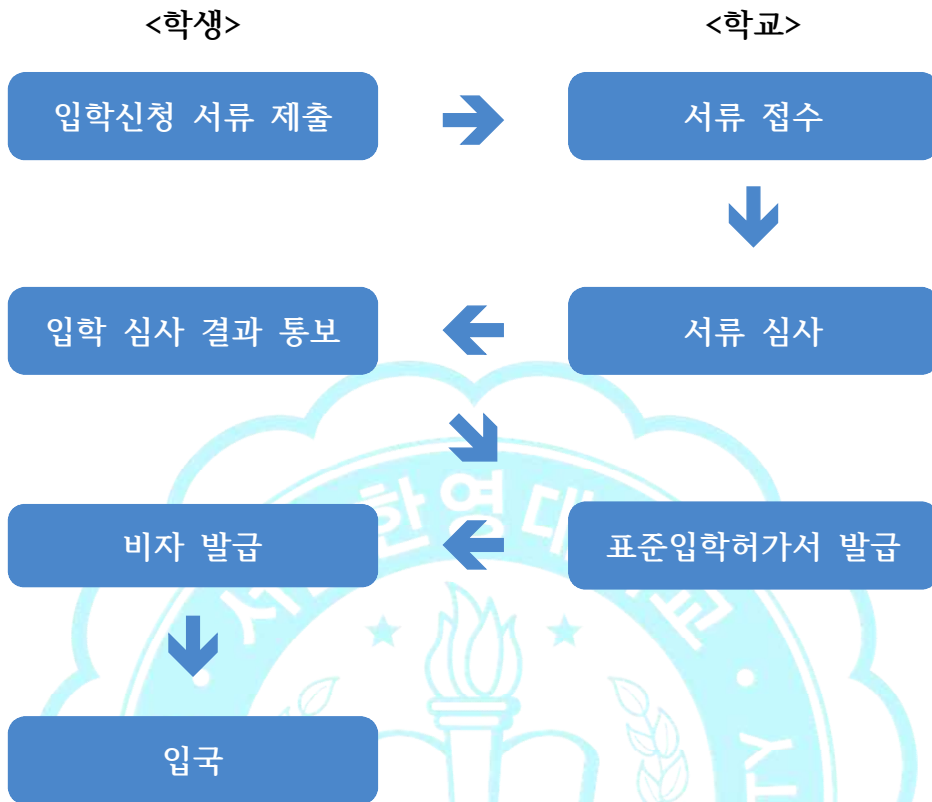 <학생>
<학교>
입학신청 서류 제출
서류 접수
입학 심사 결과 통보
서류 심사
비자 발급
표준입학허가서 발급
입국